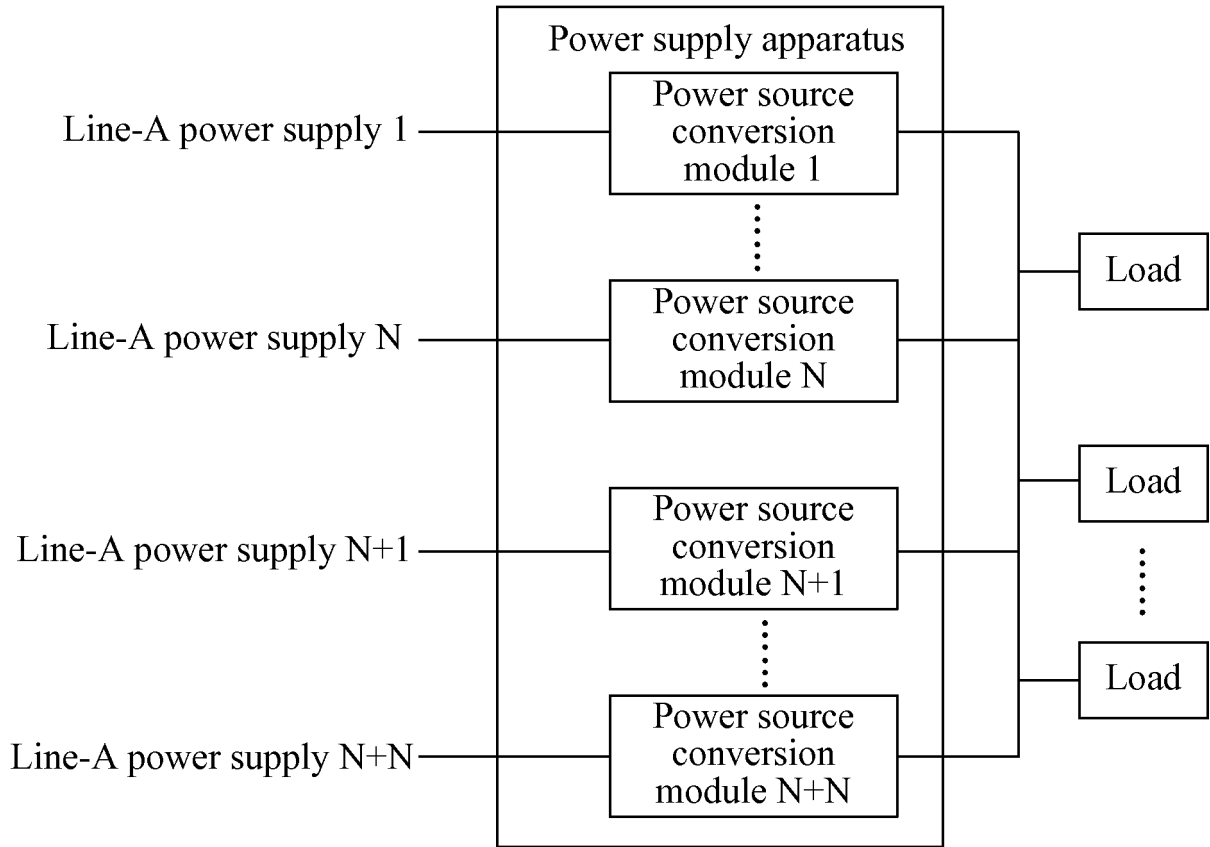 Power supply apparatus
Line-A power supply 1
Power source
conversion
module 1
Load
Line-A power supply N
Power source
conversion
module N
Load
Line-A power supply N+1
Power source
conversion
module N+1
Load
Line-A power supply N+N
Power source
conversion
module N+N